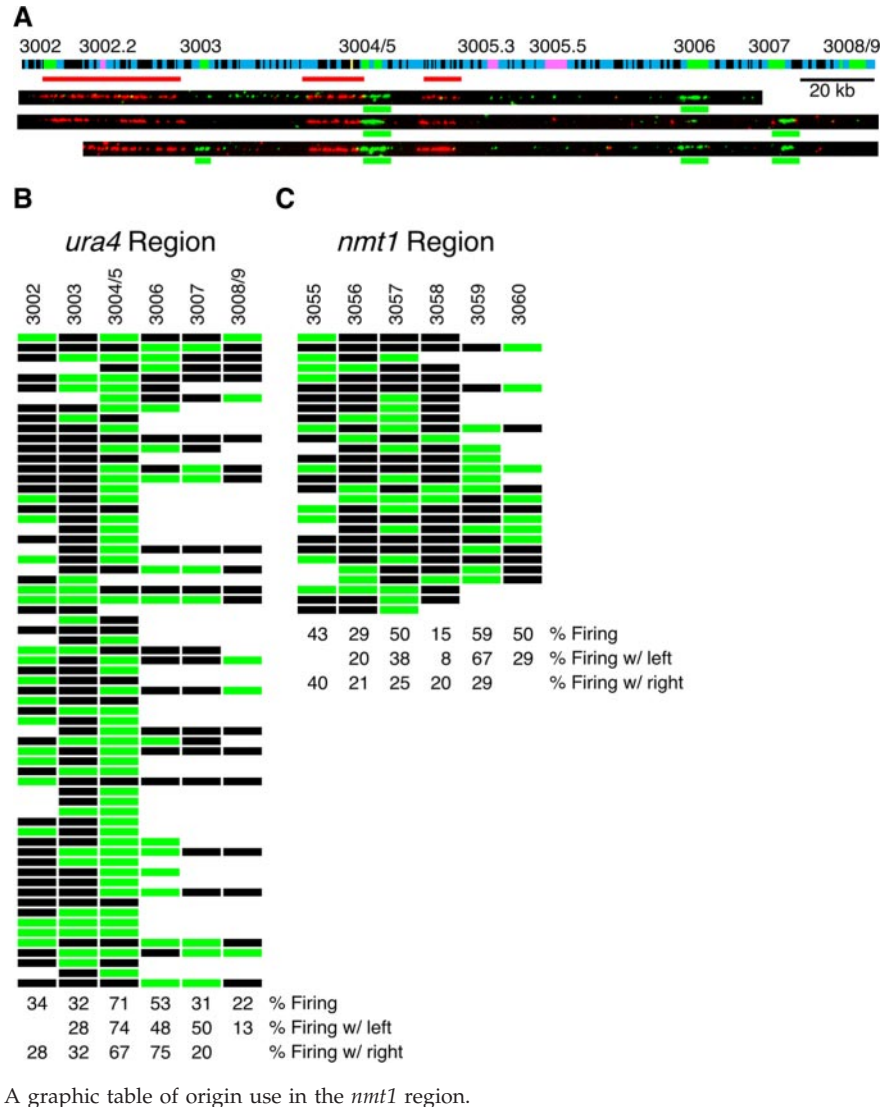 A
3002 3002.2 3003 3004/5 3005.3 3005.5 3006 3007 3008/9
20 kb
B
ura4 Region
3002 3003 3004/5 3006 3007 3008/9
34 32 71 53 31 22 % Firing
28 74 48 50 13 % Firing w/ left
28 32 67 75 20 % Firing w/ right
C
nmt1 Region
3055 3056 3057 3058 3059 3060
43 29 50 15 59 50 % Firing
20 38 8 67 29 % Firing w/ left
40 21 25 20 29 % Firing w/ right
A graphic table of origin use in the nmt1 region.